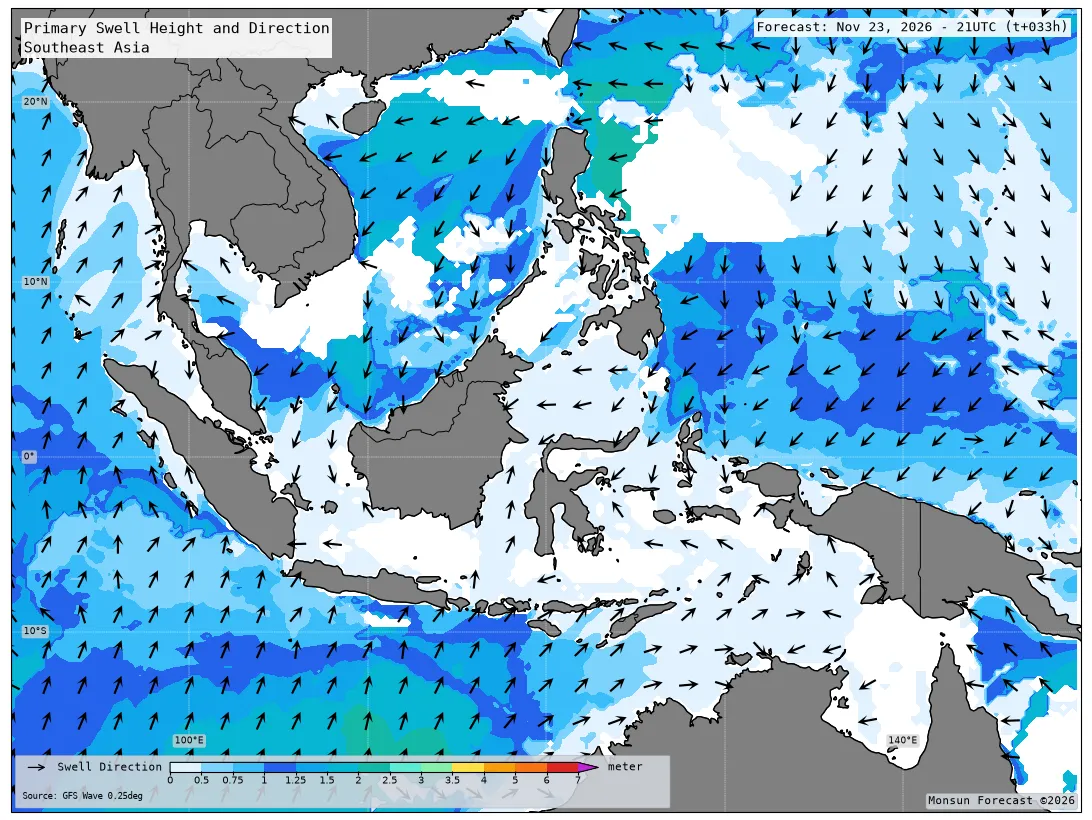 Primary Swell Height and Direction
Southeast Asia
Forecast: Nov 23, 2026 - 21UTC (t+033h)
20°N
10°N
0°
10°S
100°E
140°E
Swell Direction
0 0.5 0.75 1 1.25 1.5 2 2.5 3 3.5 4 5 6 7
meter
Source: GFS Wave 0.25deg
Monsun Forecast ©2026